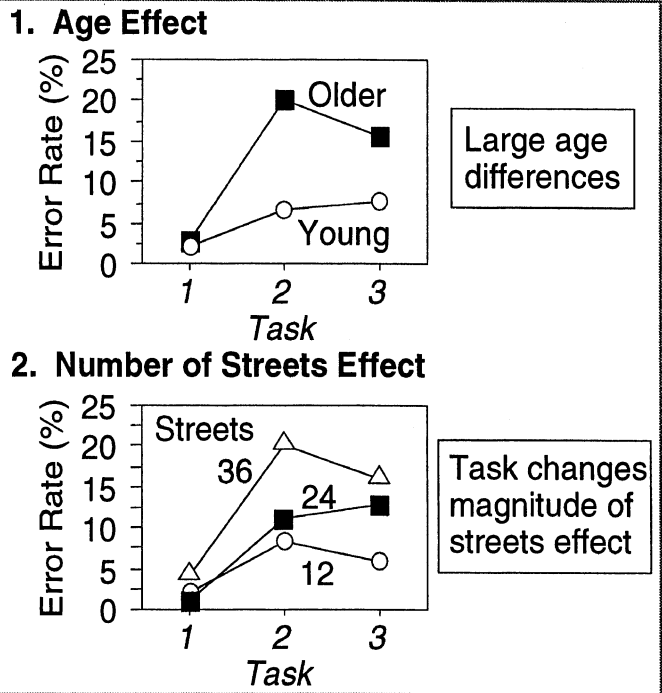 1. Age Effect
Error Rate (%)
25
20
15
10
5
0
Older
Young
1 2 3
Task
Large age
differences
2. Number of Streets Effect
Error Rate (%)
25
20
15
10
5
0
Streets
36
24
12
1 2 3
Task
Task changes
magnitude of
streets effect